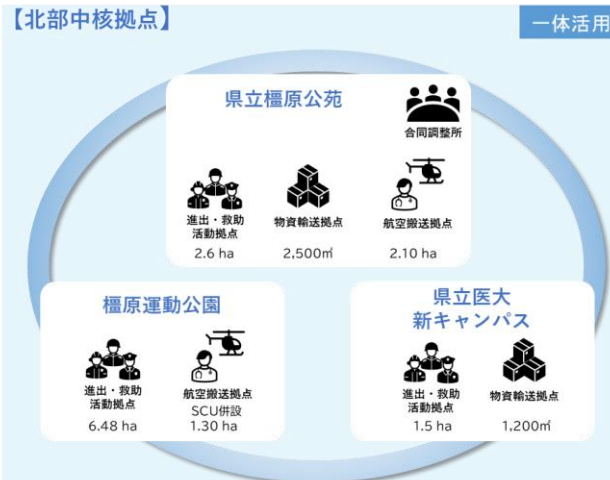 【北部中核拠点】
一体活用
県立橿原公苑
合同調整所
進出・救助
活動拠点
2.6 ha
物資輸送拠点
2,500㎡
航空搬送拠点
2.10 ha
橿原運動公園
進出・救助
活動拠点
6.48 ha
航空搬送拠点
SCU併設
1.30 ha
県立医大
新キャンパス
進出・救助
活動拠点
1.5 ha
物資輸送拠点
1,200㎡